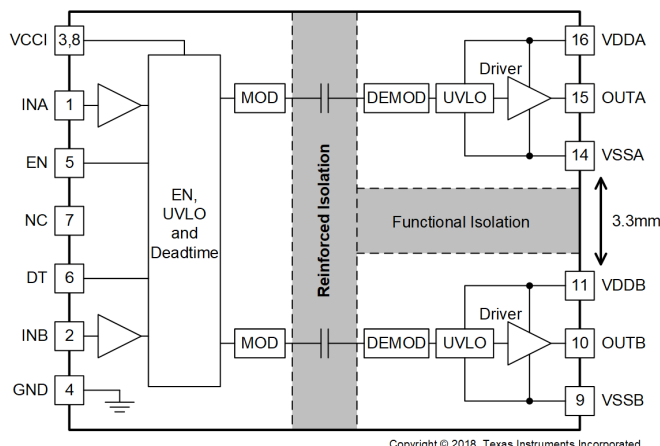 VCCI 3,8
INA 1
EN 5
NC 7
DT 6
INB 2
GND 4
EN,
UVLO
and
Deadtime
MOD
MOD
Reinforced Isolation
DEMOD UVLO
Driver
Functional Isolation
DEMOD UVLO
Driver
16 VDDA
15 OUTA
14 VSSA
3.3mm
11 VDDB
10 OUTB
9 VSSB
Copyright © 2018, Texas Instruments Incorporated